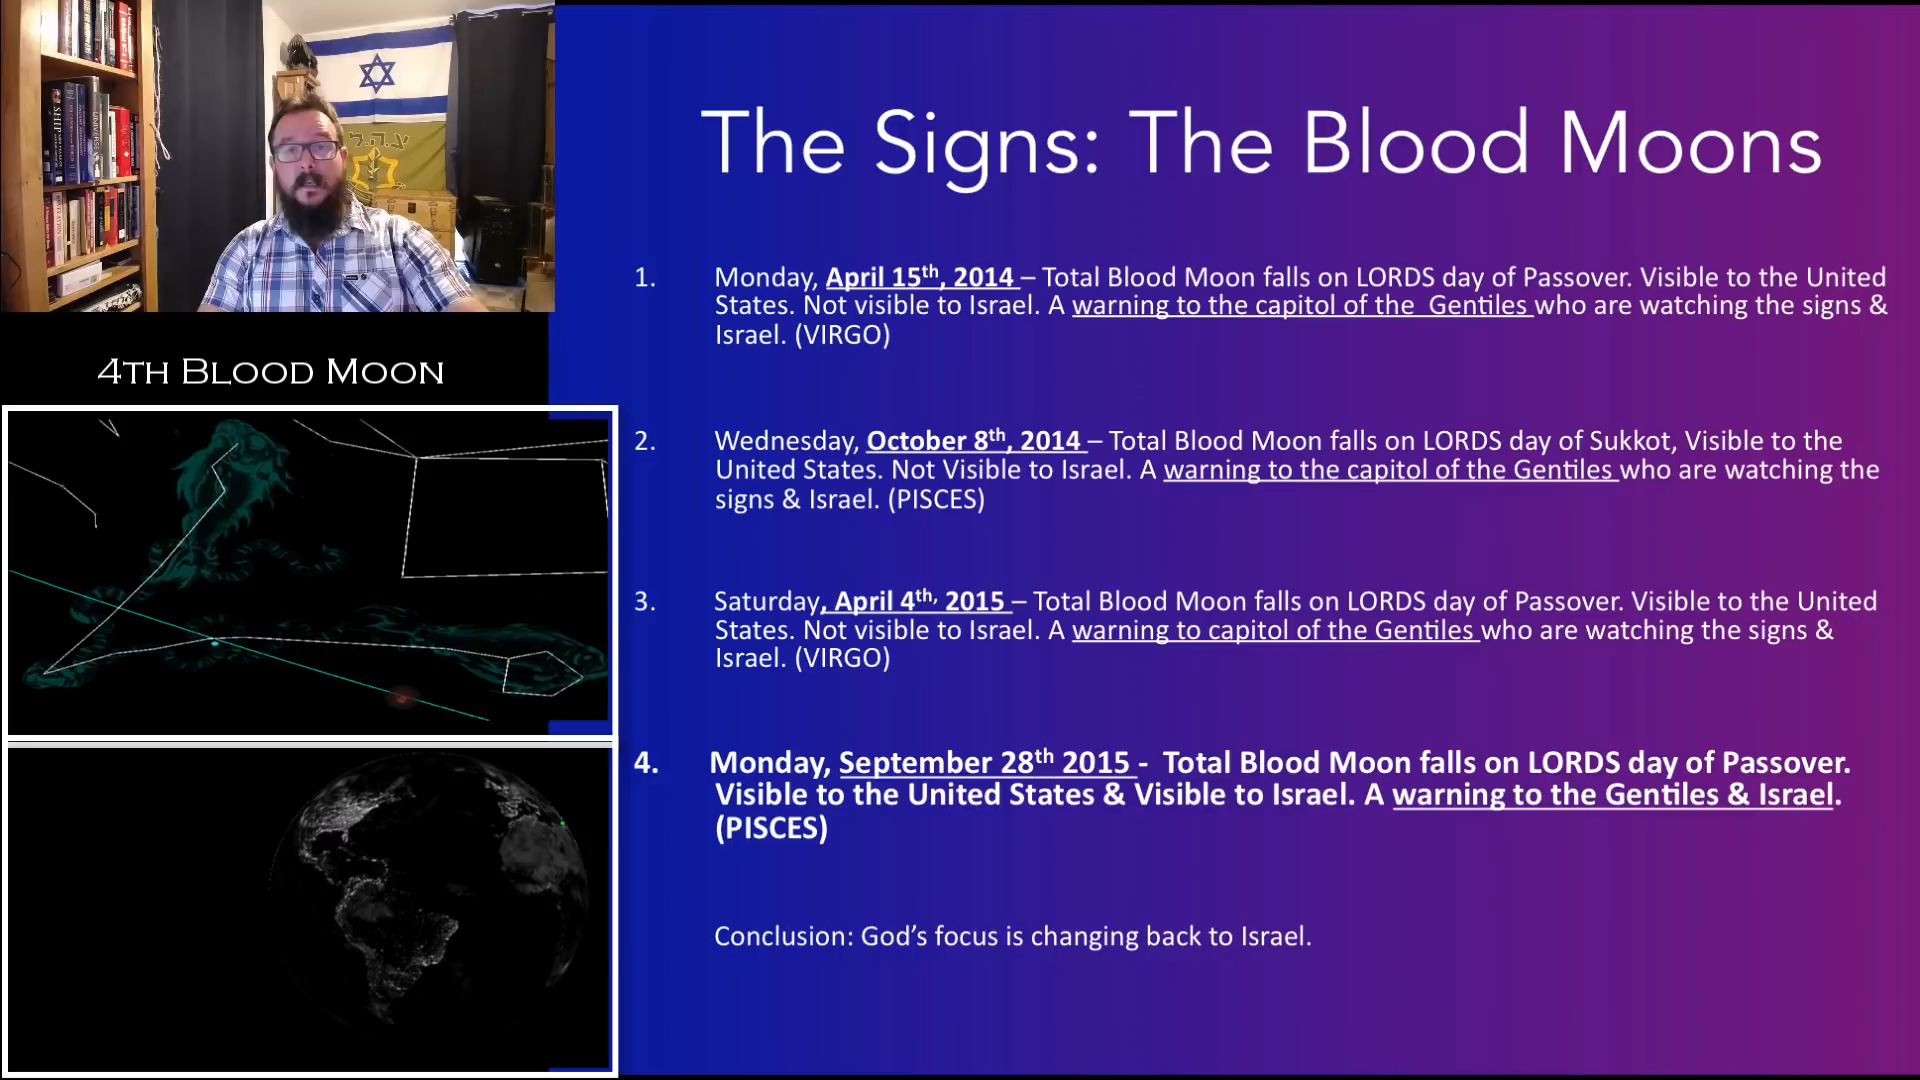 The Signs: The Blood Moons
צ.ה.ל
UNIVERSE
SHIP
4TH BLOOD MOON
1. Monday, April 15th, 2014 – Total Blood Moon falls on LORDS day of Passover. Visible to the United
States. Not visible to Israel. A warning to the capitol of the Gentiles who are watching the signs &
Israel. (VIRGO)
2. Wednesday, October 8th, 2014 – Total Blood Moon falls on LORDS day of Sukkot, Visible to the
United States. Not Visible to Israel. A warning to the capitol of the Gentiles who are watching the
signs & Israel. (PISCES)
3. Saturday, April 4th, 2015 – Total Blood Moon falls on LORDS day of Passover. Visible to the United
States. Not visible to Israel. A warning to capitol of the Gentiles who are watching the signs &
Israel. (VIRGO)
4. Monday, September 28th 2015 - Total Blood Moon falls on LORDS day of Passover.
Visible to the United States & Visible to Israel. A warning to the Gentiles & Israel.
(PISCES)
Conclusion: God's focus is changing back to Israel.